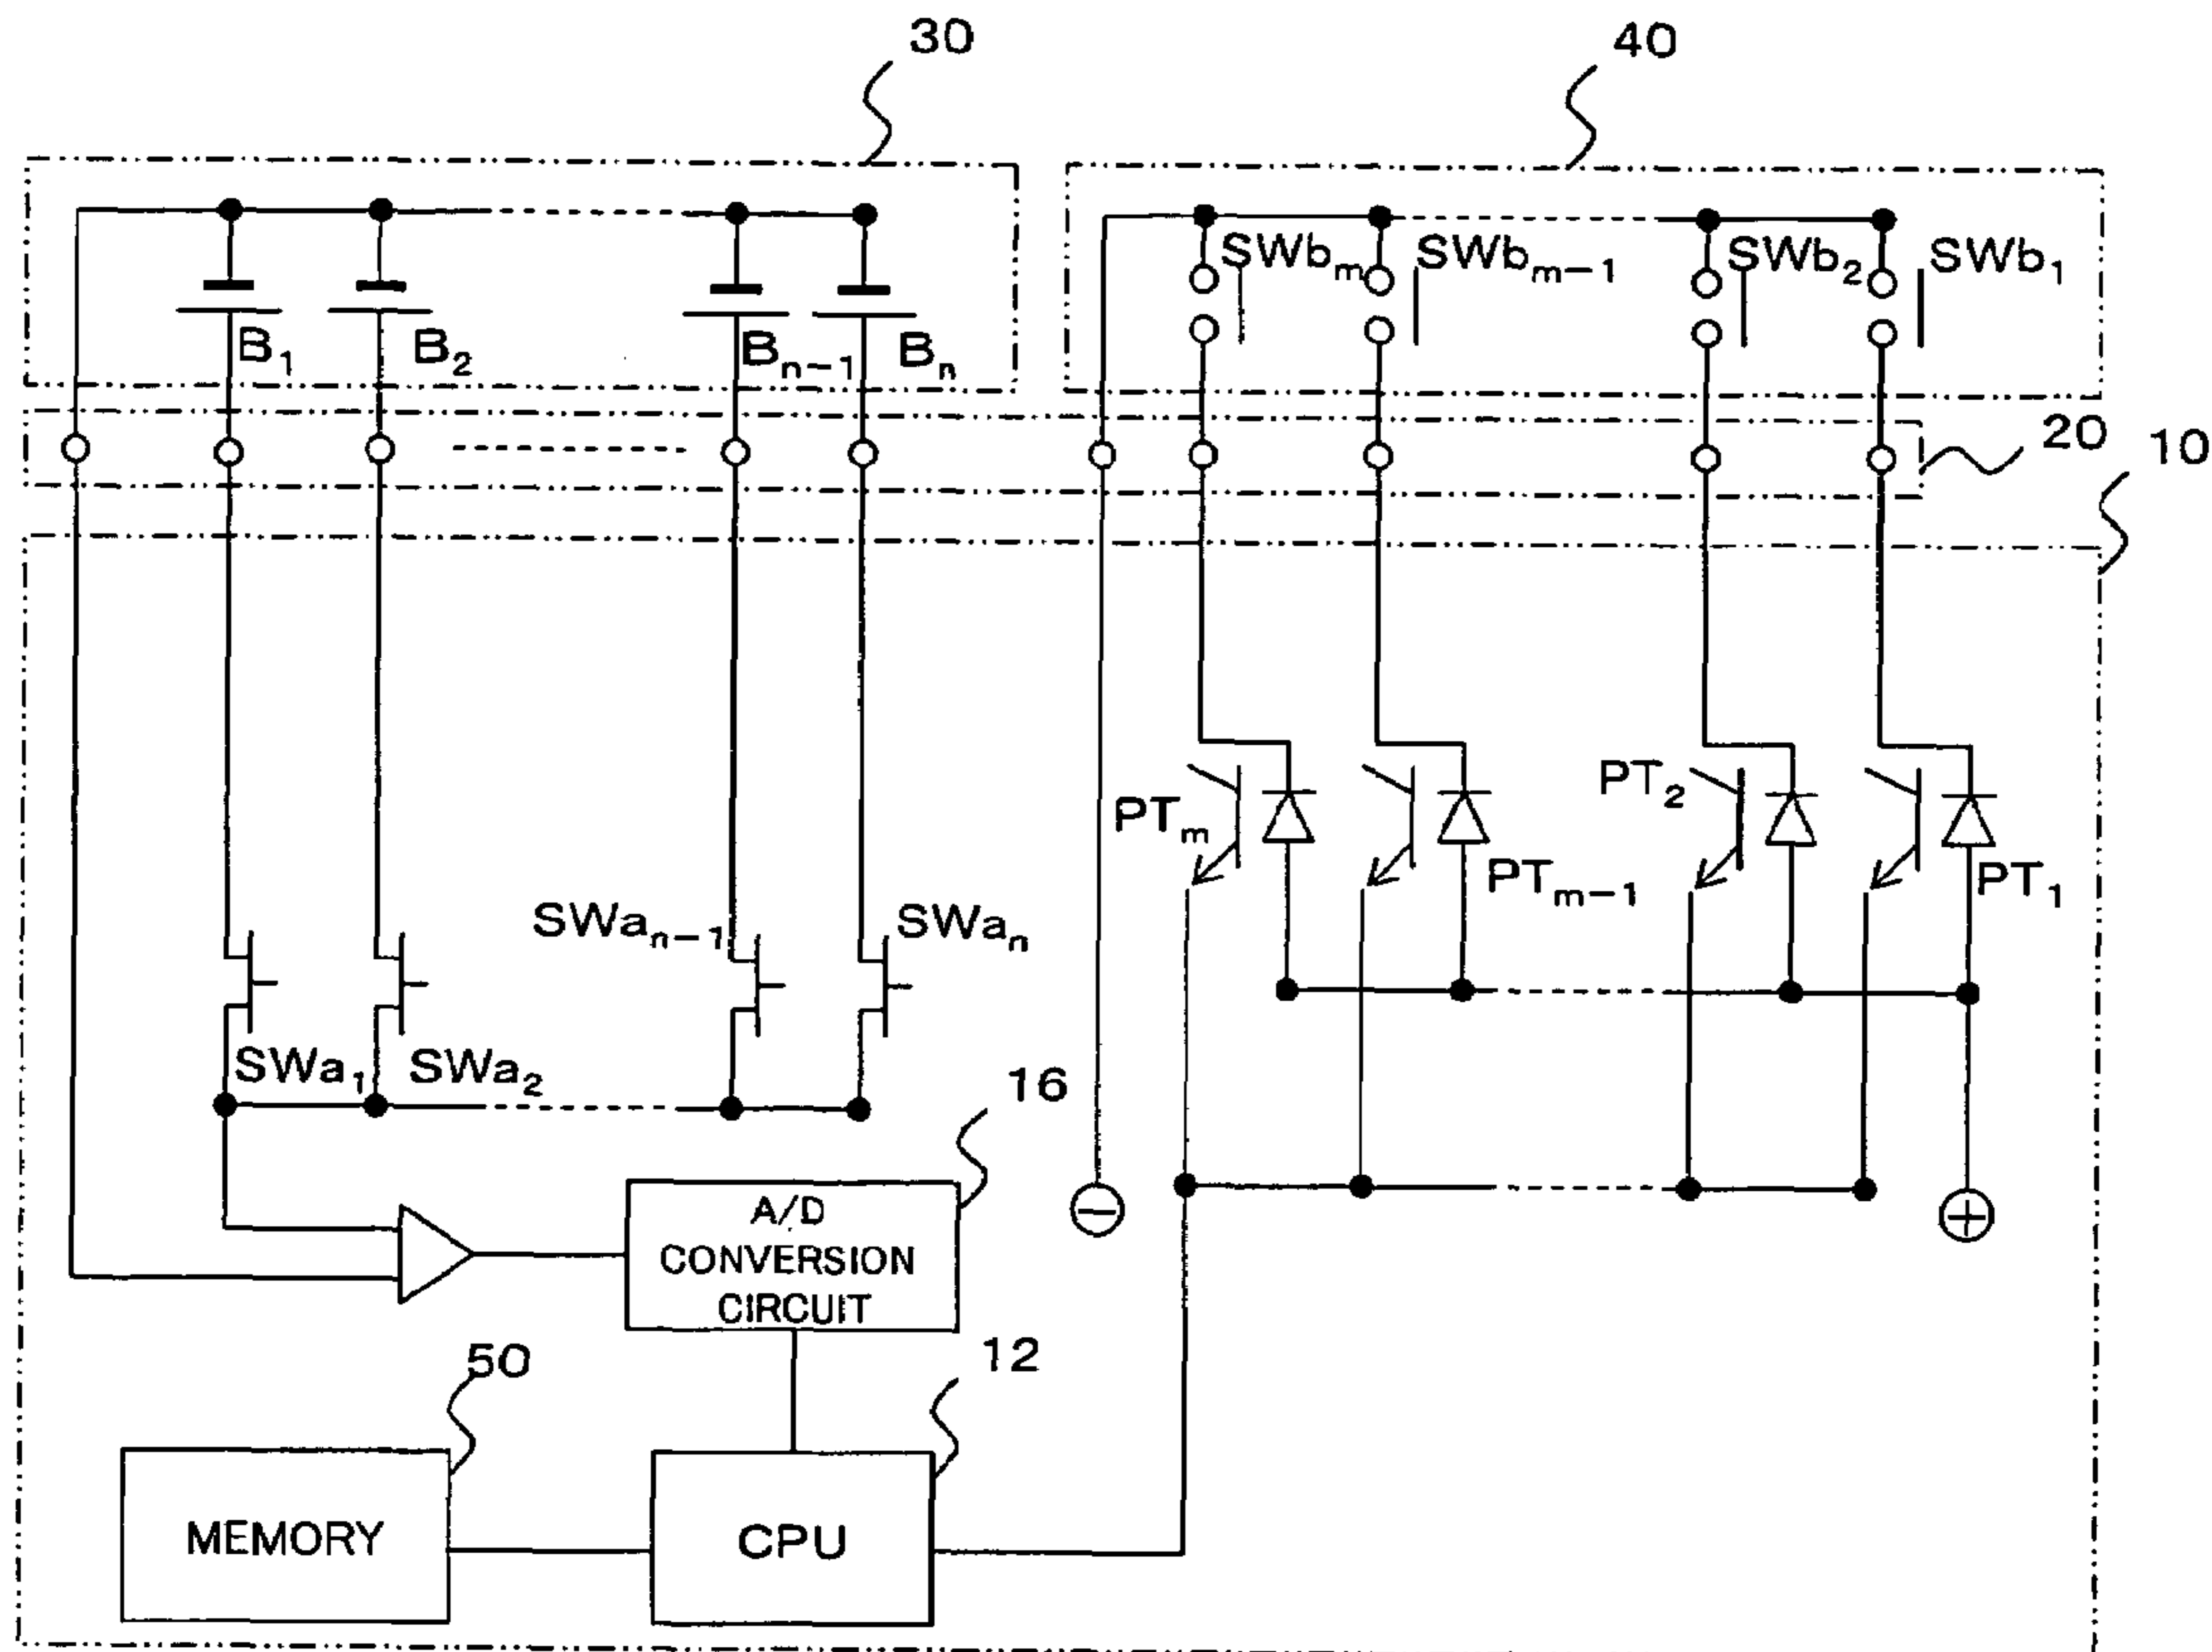 30
40
SWbm
SWbm-1
SWb2
SWb1
B1
B2
Bn-1
Bn
20
10
PTm
PTm-1
PT2
PT1
SWan-1
SWan
SWa1
SWa2
16
A/D
CONVERSION
CIRCUIT
−
+
50
12
MEMORY
CPU